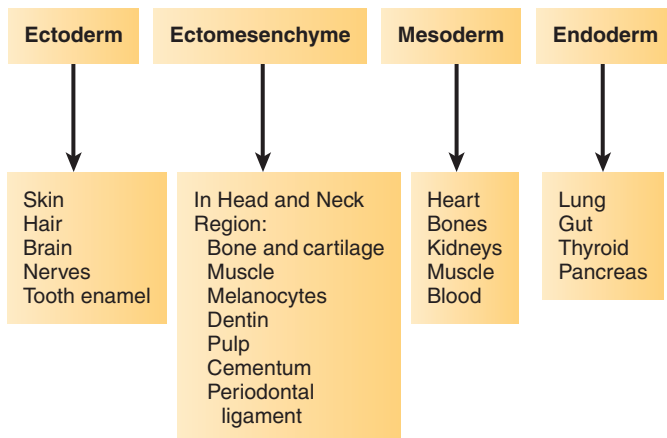 Ectoderm
Ectomesenchyme
Mesoderm
Endoderm
Skin
Hair
Brain
Nerves
Tooth enamel
In Head and Neck
Region:
Bone and cartilage
Muscle
Melanocytes
Dentin
Pulp
Cementum
Periodontal
ligament
Heart
Bones
Kidneys
Muscle
Blood
Lung
Gut
Thyroid
Pancreas